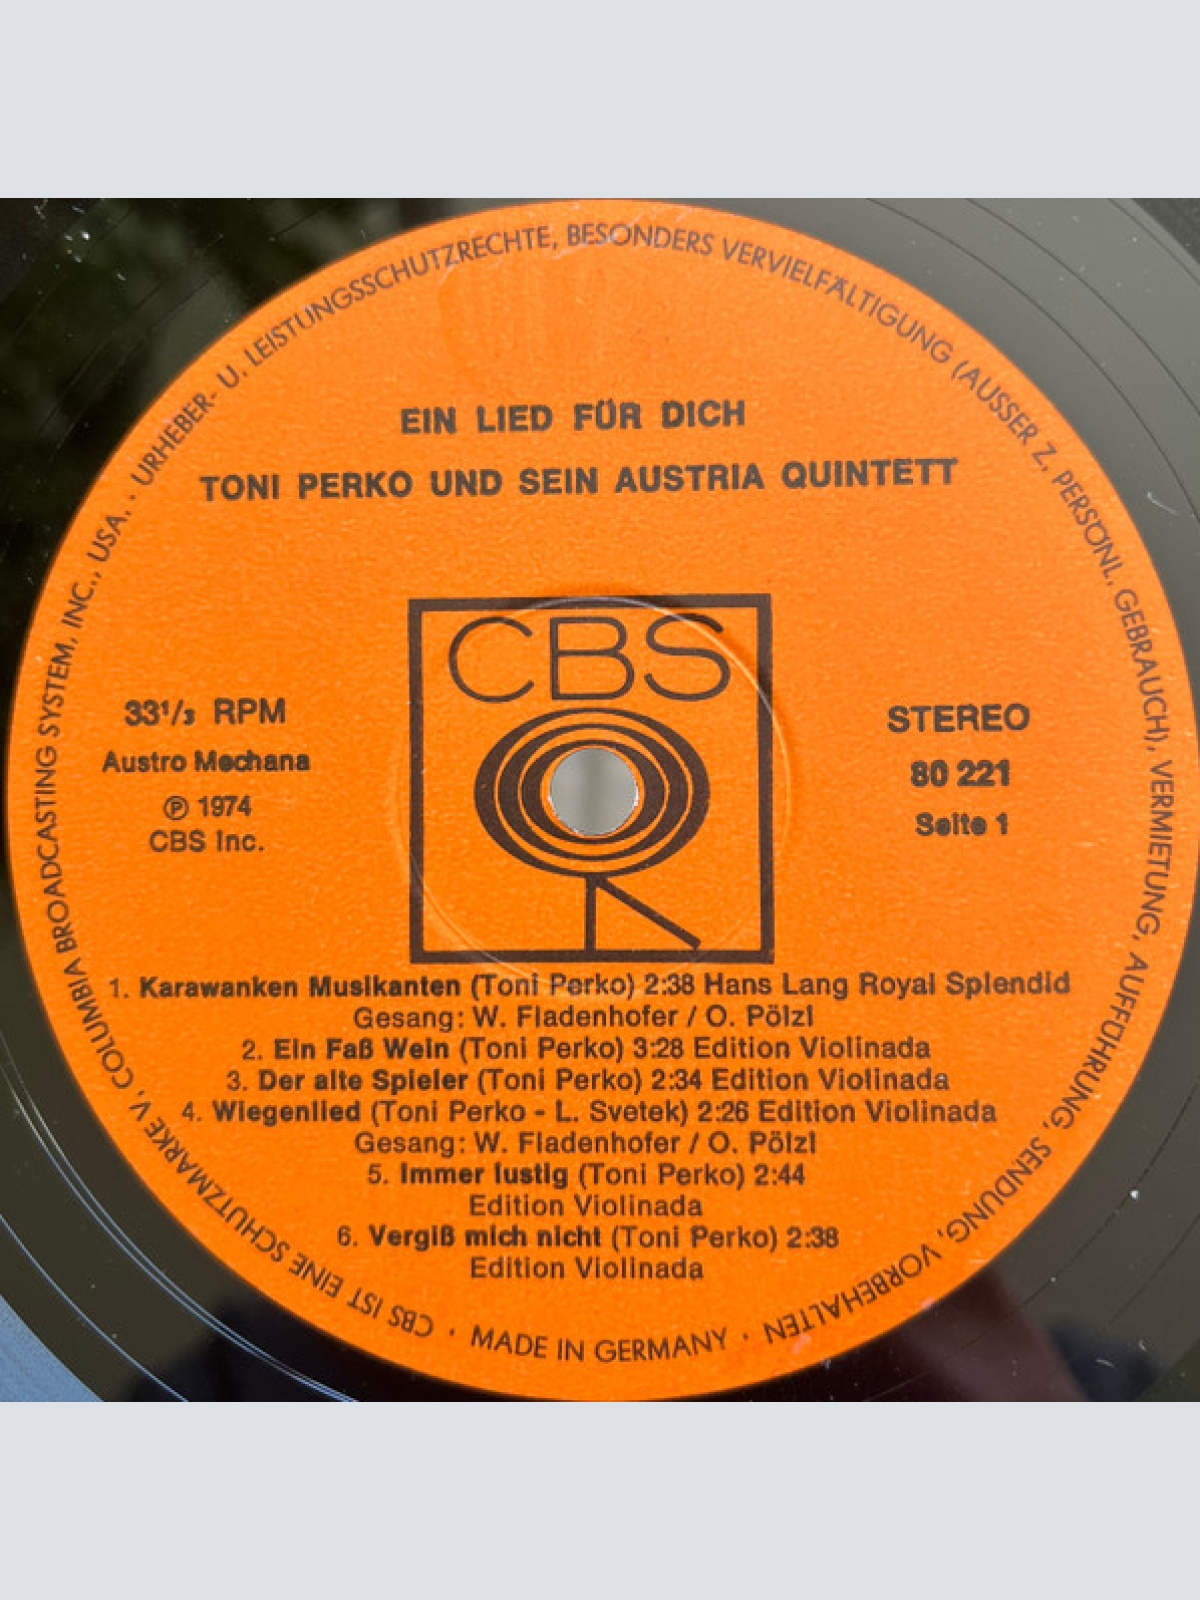 URHEBER- U. LEISTUNGSSCHUTZRECHTE, BESONDERS VERVIELFÄLTIGUNG (AUSSER Z. PERSÖNL. GEBRAUCH), VERMIETUNG, AUFFÜHRUNG, SENDUNG, VORBEHALTEN •
EIN LIED FÜR DICH
TONI PERKO UND SEIN AUSTRIA QUINTETT
CBS
33¹/₃ RPM
Austro Mechana
Ⓟ 1974
CBS Inc.
STEREO
80 221
Seite 1
1. Karawanken Musikanten (Toni Perko) 2:38 Hans Lang Royal Splendid
Gesang: W. Fladenhofer / O. Pölzl
2. Ein Faß Wein (Toni Perko) 3:28 Edition Violinada
3. Der alte Spieler (Toni Perko) 2:34 Edition Violinada
4. Wiegenlied (Toni Perko - L. Svetek) 2:26 Edition Violinada
Gesang: W. Fladenhofer / O. Pölzl
5. Immer lustig (Toni Perko) 2:44
Edition Violinada
6. Vergiß mich nicht (Toni Perko) 2:38
Edition Violinada
CBS IST EINE SCHUTZMARKE V. COLUMBIA BROADCASTING SYSTEM, INC., USA. •
MADE IN GERMANY •